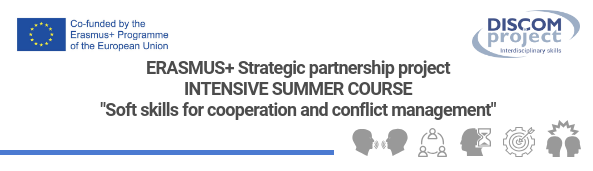 Co-funded by the
Erasmus+ Programme
of the European Union
DISCOM
project
Interdisciplinary skills
ERASMUS+ Strategic partnership project
INTENSIVE SUMMER COURSE
"Soft skills for cooperation and conflict management"